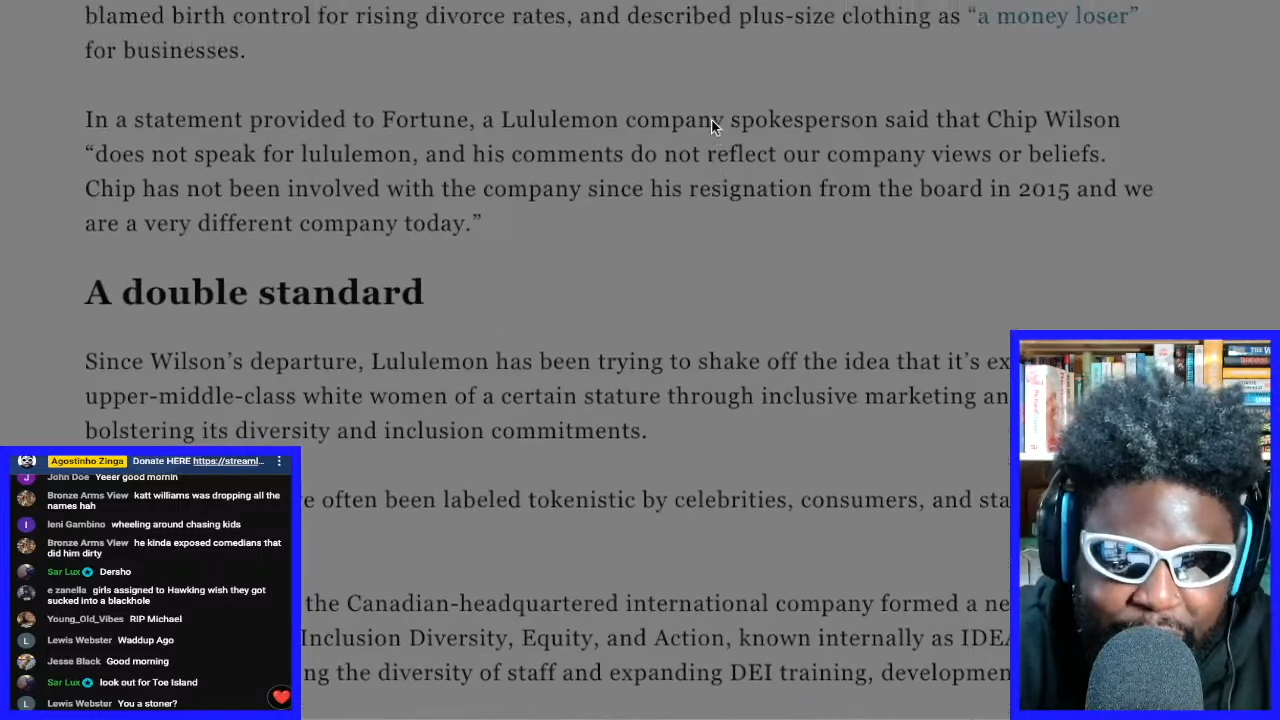 blamed birth control for rising divorce rates, and described plus-size clothing as “a money loser”
for businesses.
In a statement provided to Fortune, a Lululemon company spokesperson said that Chip Wilson
“does not speak for lululemon, and his comments do not reflect our company views or beliefs.
Chip has not been involved with the company since his resignation from the board in 2015 and we
are a very different company today.”
A double standard
Since Wilson’s departure, Lululemon has been trying to shake off the idea that it’s ex
upper-middle-class white women of a certain stature through inclusive marketing an
bolstering its diversity and inclusion commitments.
e often been labeled tokenistic by celebrities, consumers, and sta
the Canadian-headquartered international company formed a ne
Inclusion Diversity, Equity, and Action, known internally as IDEA
ng the diversity of staff and expanding DEI training, developmen
Agostinho Zinga Donate HERE https://streaml...
John Doe Yeeer good mornin
Bronze Arms View katt williams was dropping all the
names hah
Ieni Gambino wheeling around chasing kids
Bronze Arms View he kinda exposed comedians that
did him dirty
Sar Lux Dersho
e zanella girls assigned to Hawking wish they got
sucked into a blackhole
Young_Old_Vibes RIP Michael
L Lewis Webster Waddup Ago
Jesse Black Good morning
Sar Lux look out for Toe Island
L Lewis Webster You a stoner?